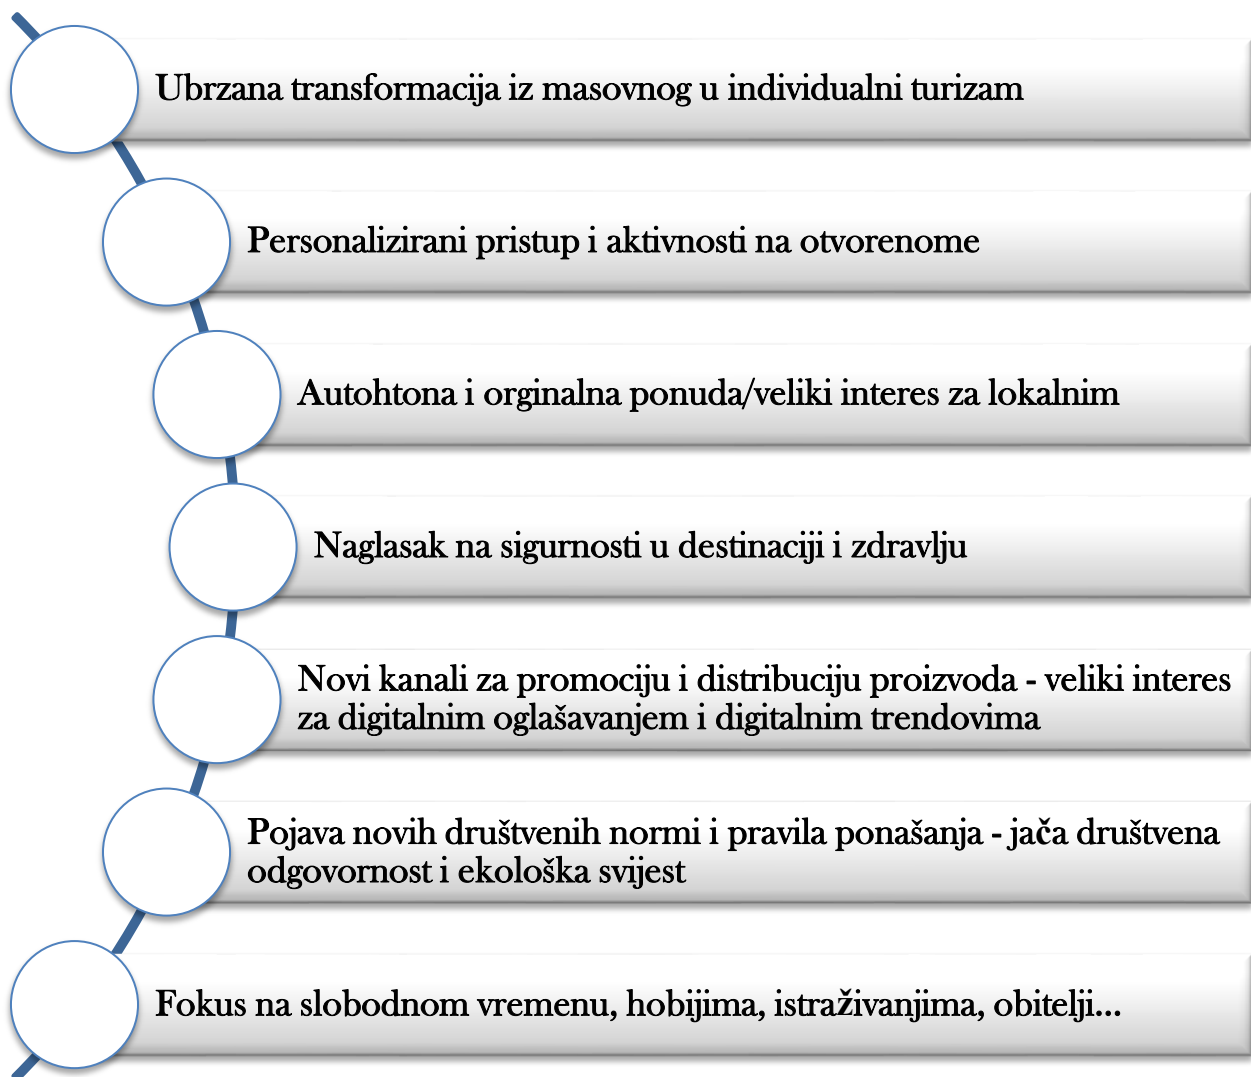 Ubrzana transformacija iz masovnog u individualni turizam
Personalizirani pristup i aktivnosti na otvorenome
Autohtona i orginalna ponuda/veliki interes za lokalnim
Naglasak na sigurnosti u destinaciji i zdravlju
Novi kanali za promociju i distribuciju proizvoda - veliki interes
za digitalnim oglašavanjem i digitalnim trendovima
Pojava novih društvenih normi i pravila ponašanja - jača društvena
odgovornost i ekološka svijest
Fokus na slobodnom vremenu, hobijima, istraživanjima, obitelji...